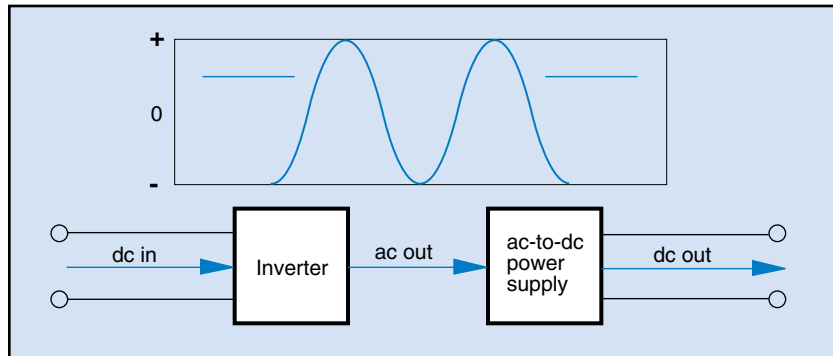 +
0
-
dc in
Inverter
ac out
ac-to-dc
power
supply
dc out